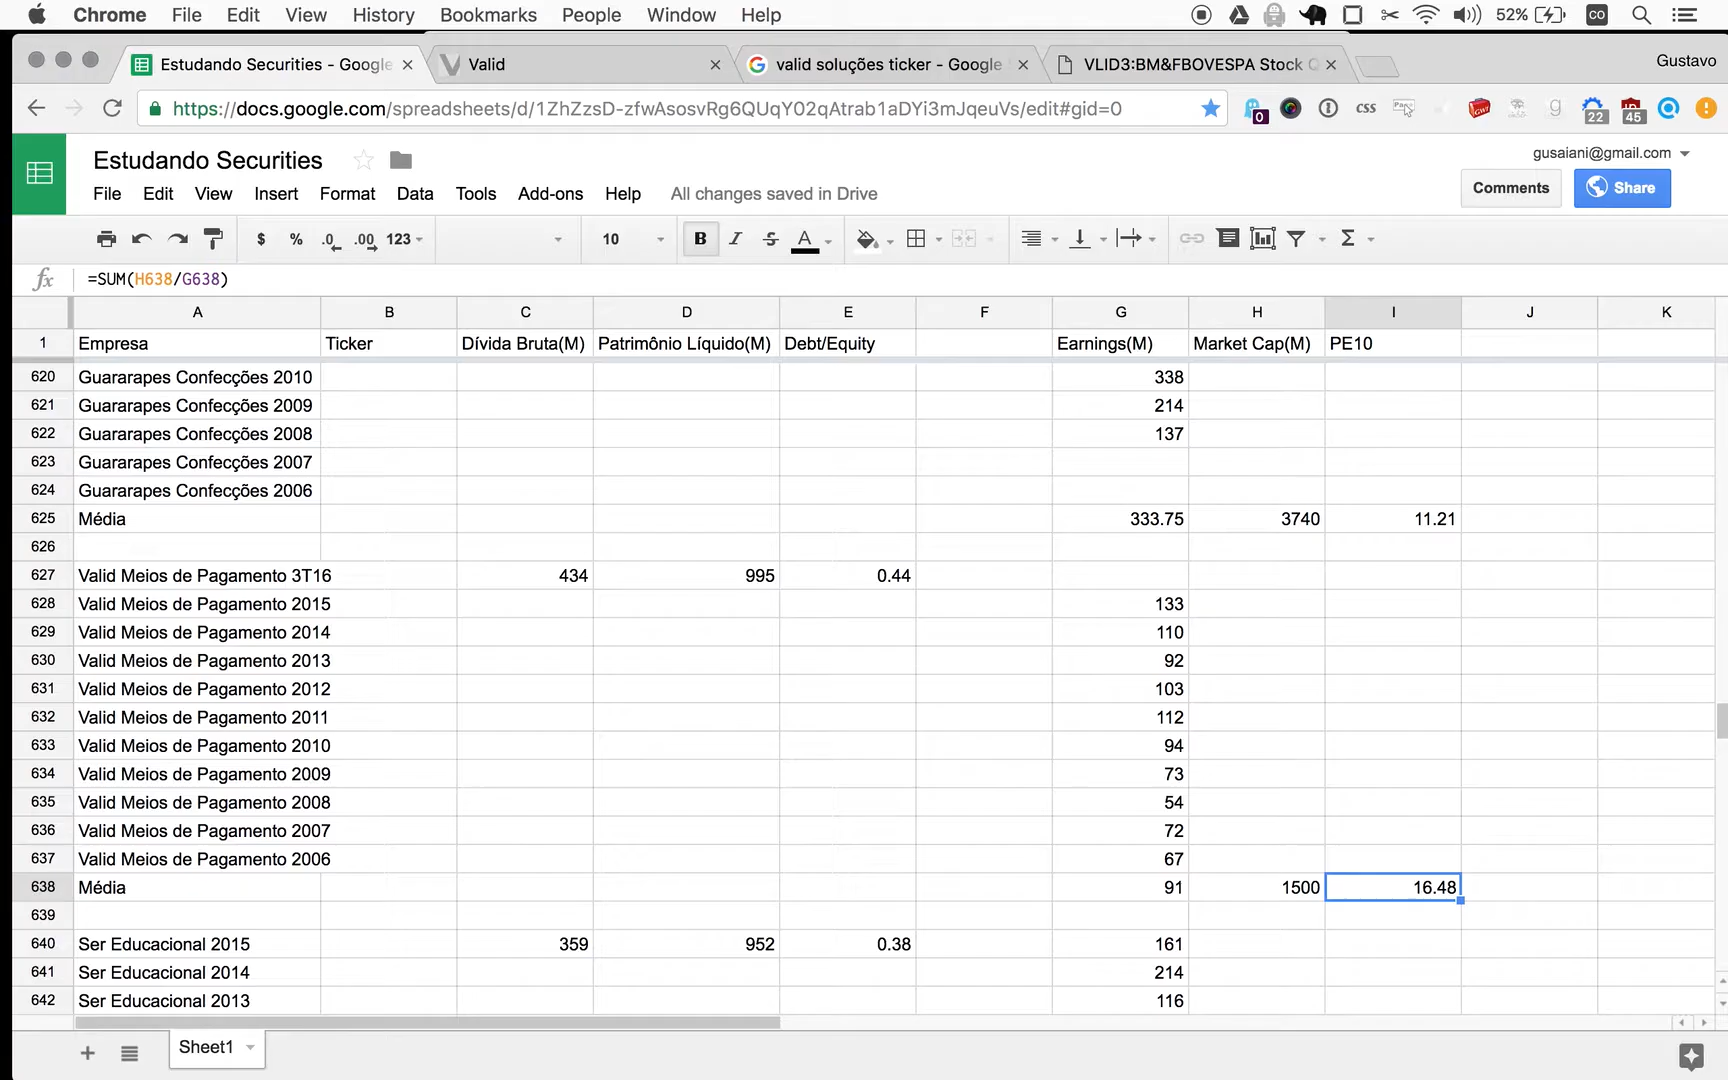 Chrome File Edit View History Bookmarks People Window Help 52% CO
Estudando Securities - Google Valid valid soluções ticker - Google VLID3:BM&FBOVESPA Stock Q Gustavo
https://docs.google.com/spreadsheets/d/1ZhZzsD-zfwAsosvRg6QUqY02qAtrab1aDYi3mJqeuVs/edit#gid=0 0 css g 22 45
Estudando Securities gusaiani@gmail.com
File Edit View Insert Format Data Tools Add-ons Help All changes saved in Drive Comments Share
$ % .0 .00 123 10 B I S A Σ
fx =SUM(H638/G638)
A B C D E F G H I J K
1 Empresa Ticker Dívida Bruta(M) Patrimônio Líquido(M) Debt/Equity Earnings(M) Market Cap(M) PE10
620 Guararapes Confecções 2010 338
621 Guararapes Confecções 2009 214
622 Guararapes Confecções 2008 137
623 Guararapes Confecções 2007
624 Guararapes Confecções 2006
625 Média 333.75 3740 11.21
626
627 Valid Meios de Pagamento 3T16 434 995 0.44
628 Valid Meios de Pagamento 2015 133
629 Valid Meios de Pagamento 2014 110
630 Valid Meios de Pagamento 2013 92
631 Valid Meios de Pagamento 2012 103
632 Valid Meios de Pagamento 2011 112
633 Valid Meios de Pagamento 2010 94
634 Valid Meios de Pagamento 2009 73
635 Valid Meios de Pagamento 2008 54
636 Valid Meios de Pagamento 2007 72
637 Valid Meios de Pagamento 2006 67
638 Média 91 1500 16.48
639
640 Ser Educacional 2015 359 952 0.38 161
641 Ser Educacional 2014 214
642 Ser Educacional 2013 116
Sheet1